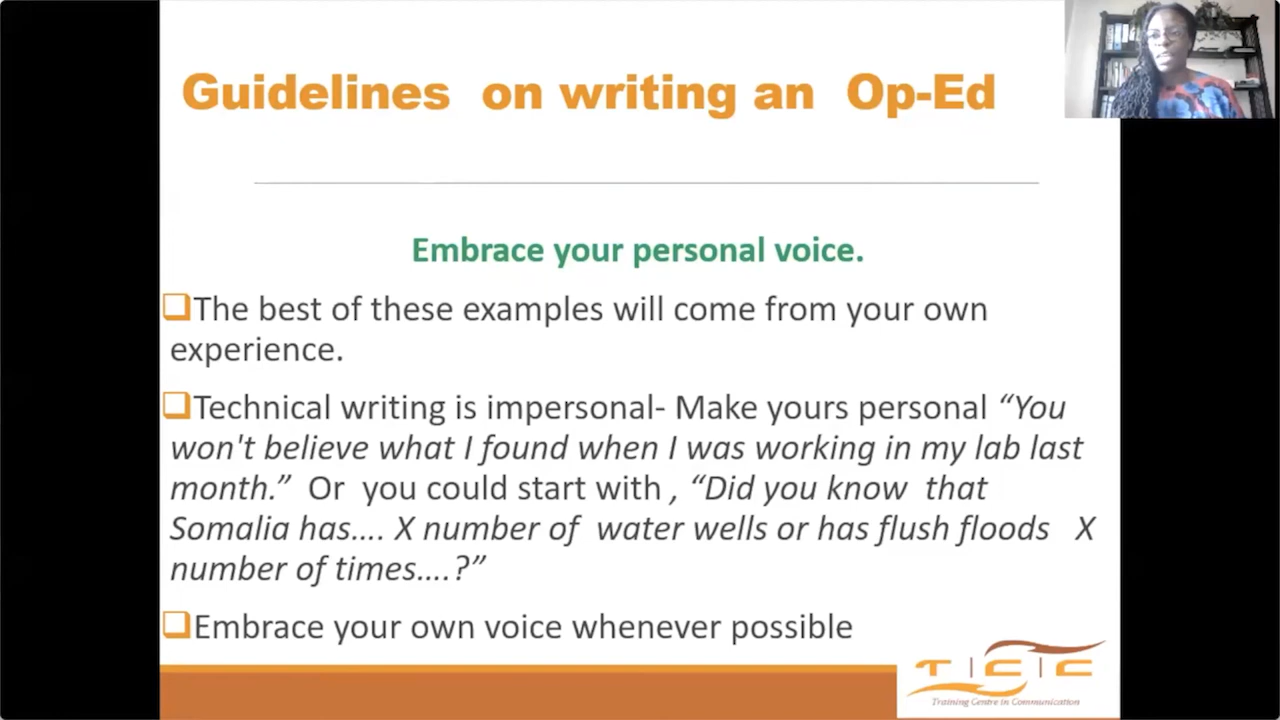 Guidelines on writing an Op-Ed
Embrace your personal voice.
The best of these examples will come from your own
experience.
Technical writing is impersonal- Make yours personal “You
won't believe what I found when I was working in my lab last
month.” Or you could start with , “Did you know that
Somalia has.... X number of water wells or has flush floods X
number of times....?”
Embrace your own voice whenever possible
T | C | C
Training Centre in Communication